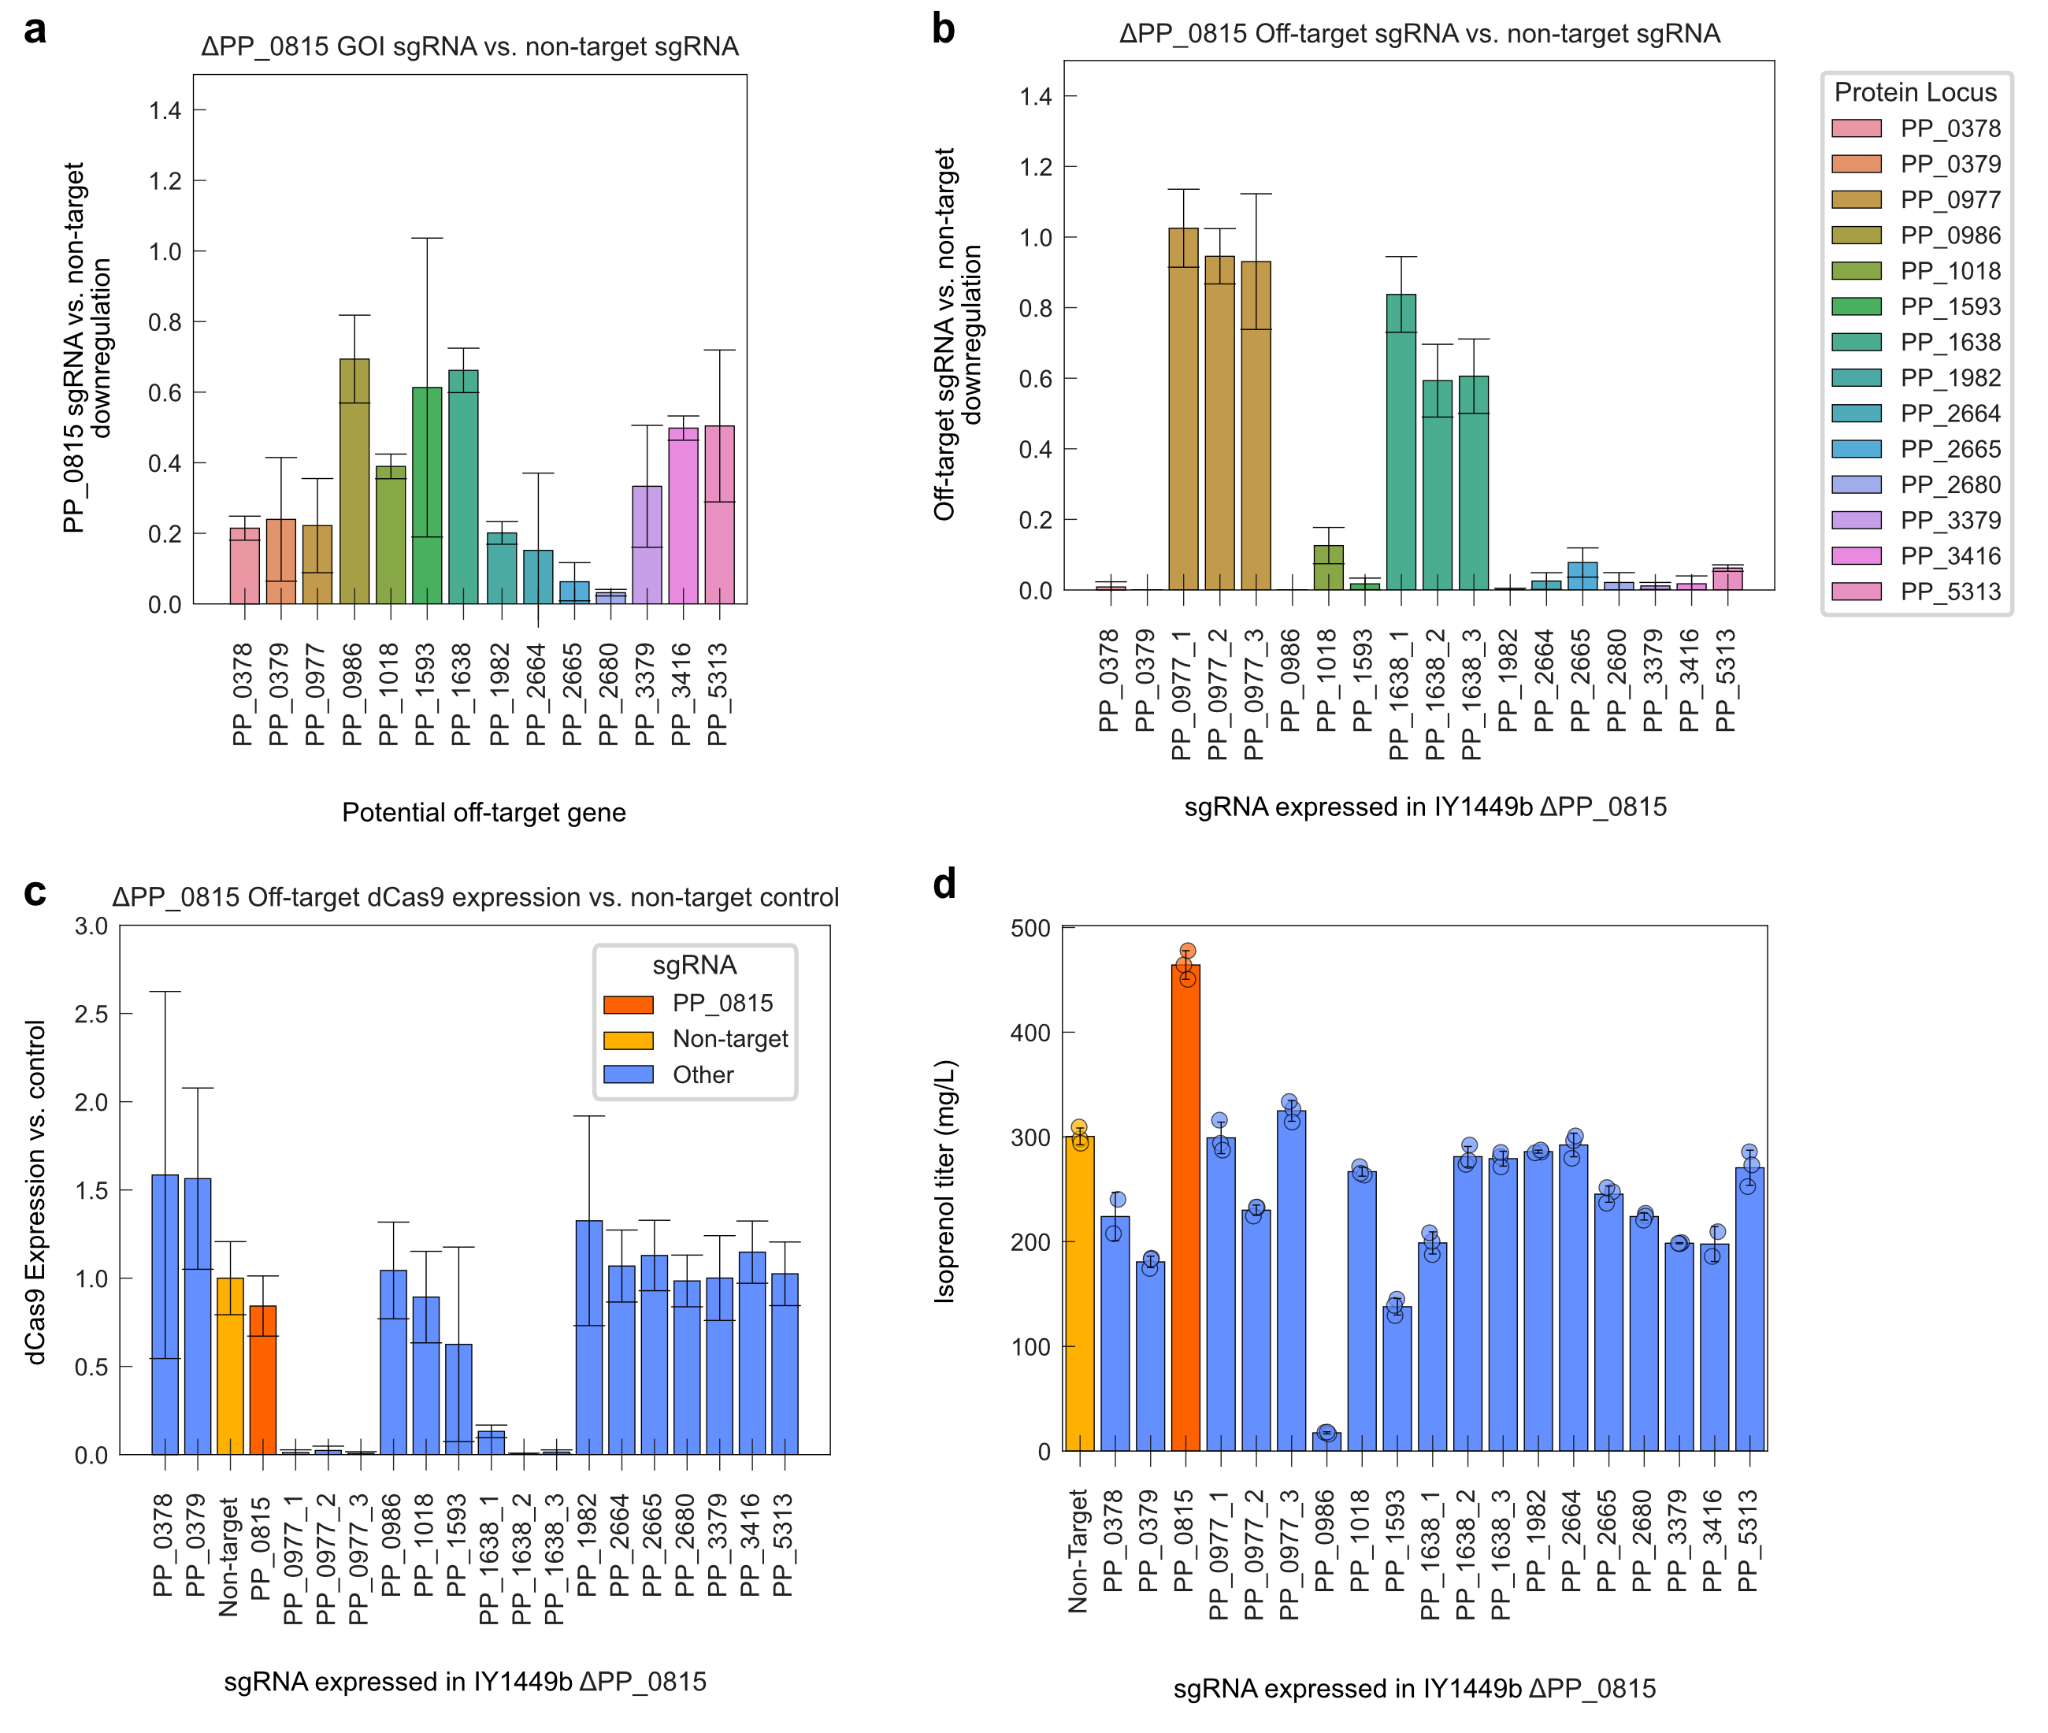 a
ΔPP_0815 GOI sgRNA vs. non-target sgRNA
PP_0815 sgRNA vs. non-target
downregulation
1.4
1.2
1.0
0.8
0.6
0.4
0.2
0.0
PP_0378
PP_0379
PP_0977
PP_0986
PP_1018
PP_1593
PP_1638
PP_1982
PP_2664
PP_2665
PP_2680
PP_3379
PP_3416
PP_5313
Potential off-target gene
b
ΔPP_0815 Off-target sgRNA vs. non-target sgRNA
Off-target sgRNA vs. non-target
downregulation
1.4
1.2
1.0
0.8
0.6
0.4
0.2
0.0
PP_0378
PP_0379
PP_0977_1
PP_0977_2
PP_0977_3
PP_0986
PP_1018
PP_1593
PP_1638_1
PP_1638_2
PP_1638_3
PP_1982
PP_2664
PP_2665
PP_2680
PP_3379
PP_3416
PP_5313
sgRNA expressed in IY1449b ΔPP_0815
Protein Locus
PP_0378
PP_0379
PP_0977
PP_0986
PP_1018
PP_1593
PP_1638
PP_1982
PP_2664
PP_2665
PP_2680
PP_3379
PP_3416
PP_5313
c
ΔPP_0815 Off-target dCas9 expression vs. non-target control
dCas9 Expression vs. control
3.0
2.5
2.0
1.5
1.0
0.5
0.0
sgRNA
PP_0815
Non-target
Other
PP_0378
PP_0379
Non-target
PP_0815
PP_0977_1
PP_0977_2
PP_0977_3
PP_0986
PP_1018
PP_1593
PP_1638_1
PP_1638_2
PP_1638_3
PP_1982
PP_2664
PP_2665
PP_2680
PP_3379
PP_3416
PP_5313
sgRNA expressed in IY1449b ΔPP_0815
d
Isoprenol titer (mg/L)
500
400
300
200
100
0
Non-Target
PP_0378
PP_0379
PP_0815
PP_0977_1
PP_0977_2
PP_0977_3
PP_0986
PP_1018
PP_1593
PP_1638_1
PP_1638_2
PP_1638_3
PP_1982
PP_2664
PP_2665
PP_2680
PP_3379
PP_3416
PP_5313
sgRNA expressed in IY1449b ΔPP_0815